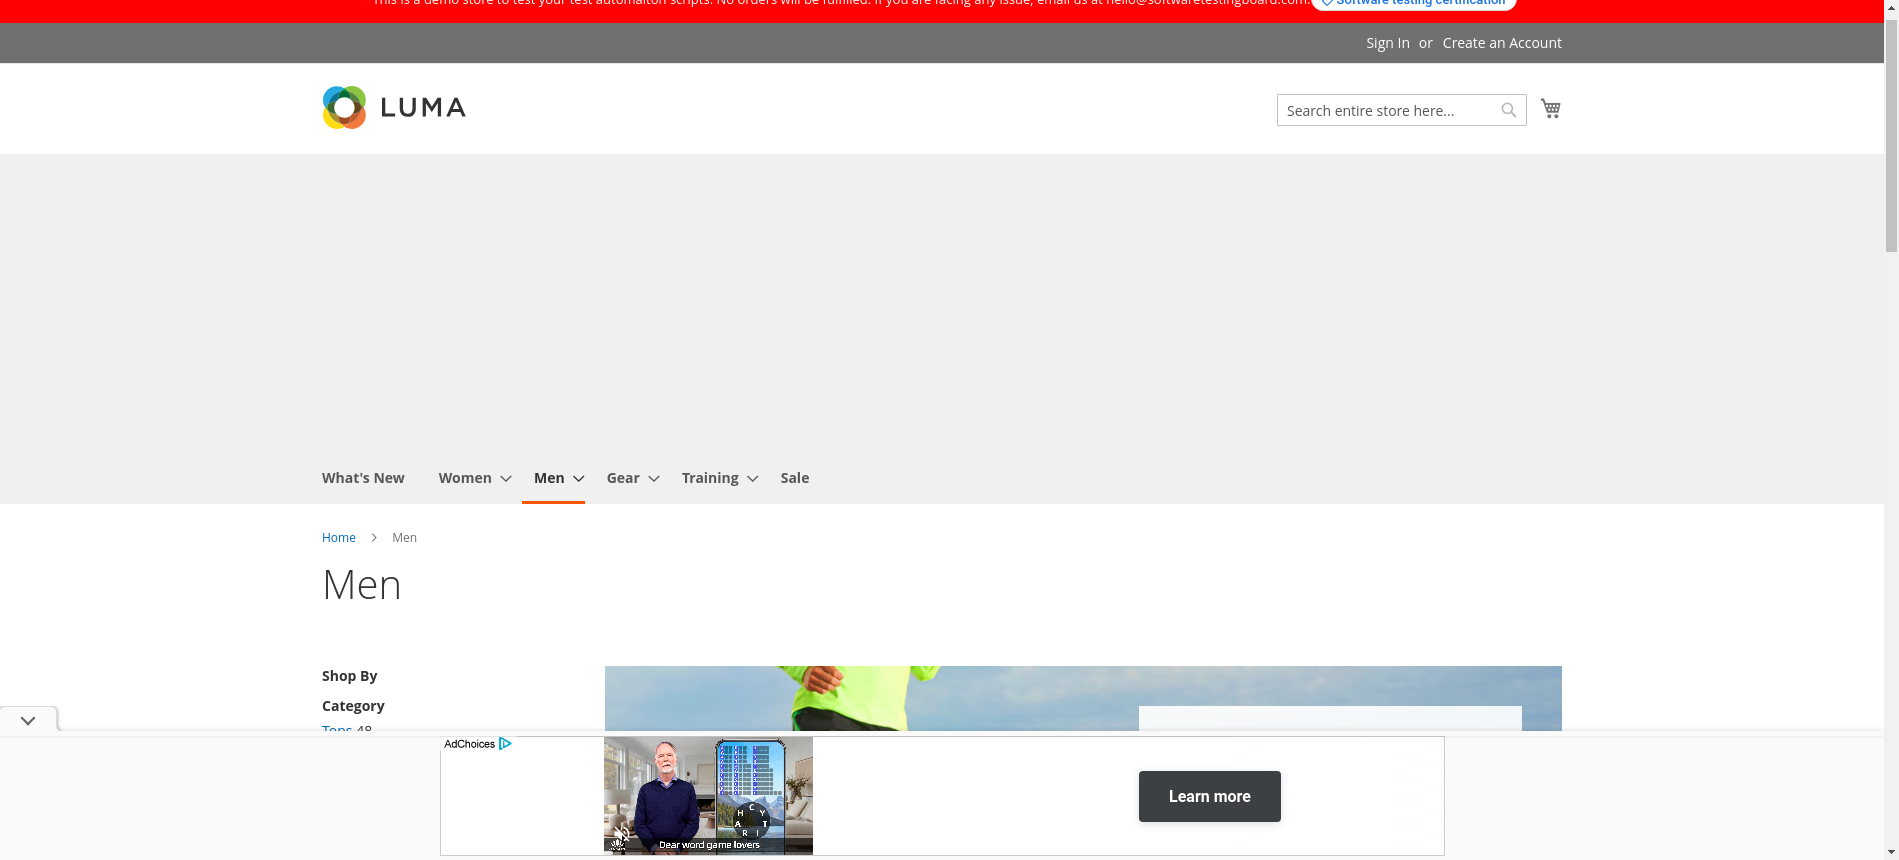 This is a demo store to test your test automaiton scripts. No orders will be fulfilled. If you are facing any issue, email us at hello@softwaretestingboard.com. Software testing certification
Sign In or Create an Account
LUMA
Search entire store here...
What's New Women Men Gear Training Sale
Home > Men
Men
Shop By
Category
Tops 48
AdChoices
C
H Y
A T
R I
Dear word game lovers
Learn more